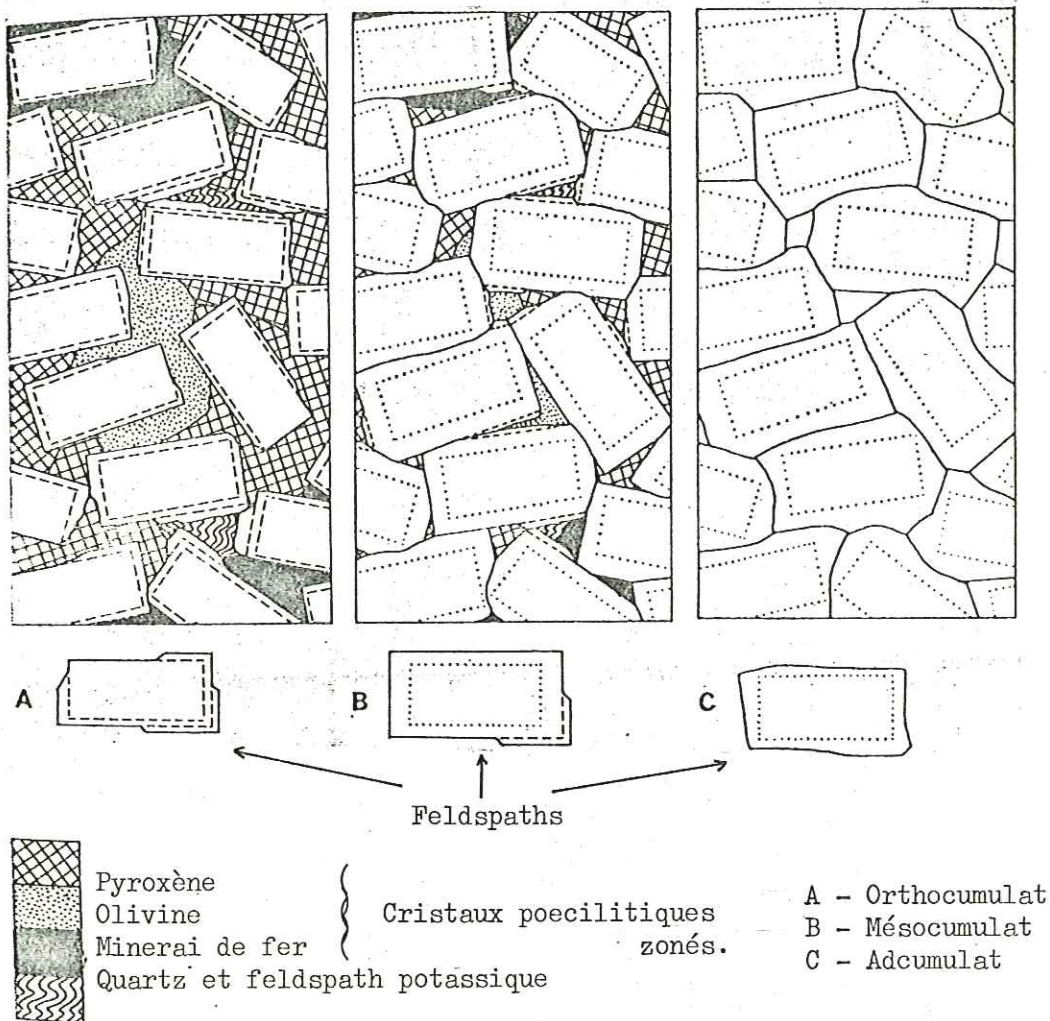 A
B
C
Feldspaths
Pyroxène
Olivine
Minerai de fer
Quartz et feldspath potassique
Cristaux poecilitiques
zonés.
A - Orthocumulat
B - Mésocumulat
C - Adcumulat